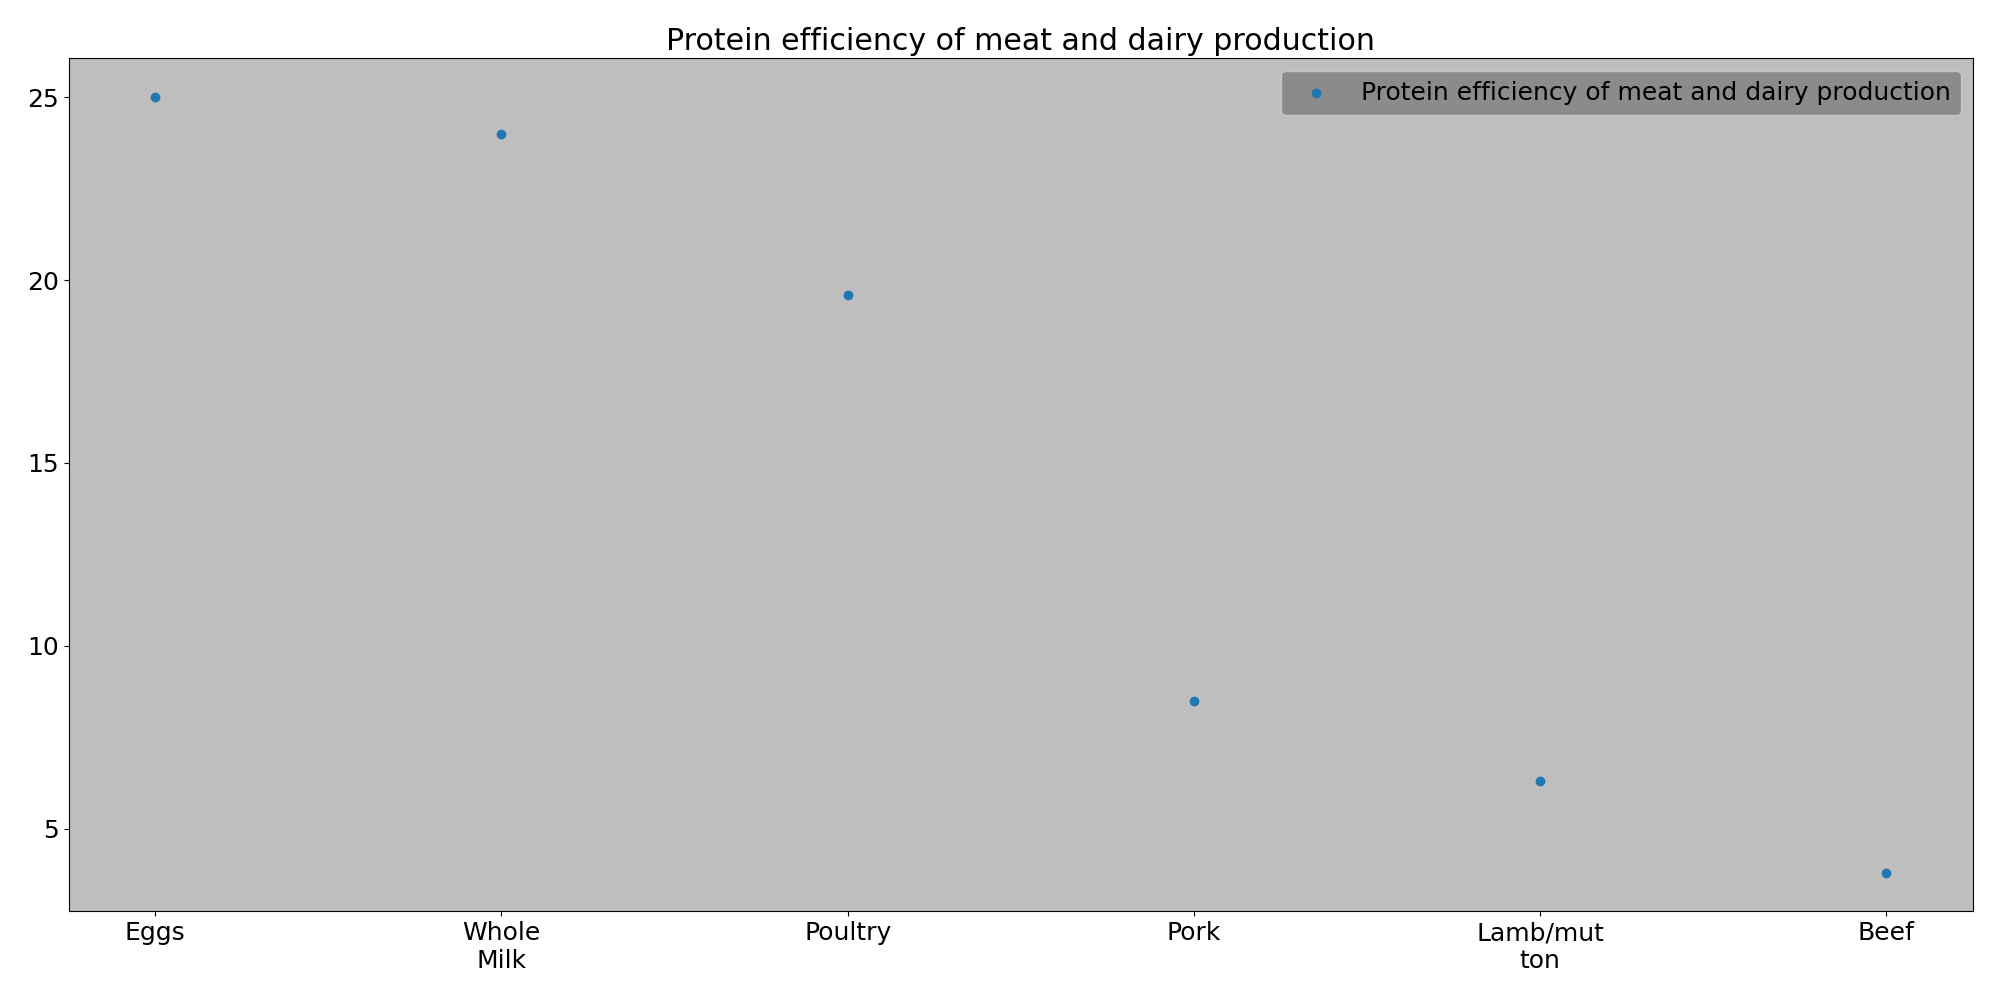 Protein efficiency of meat and dairy production
Protein efficiency of meat and dairy production
25
20
15
10
5
Eggs
Whole
Milk
Poultry
Pork
Lamb/mut
ton
Beef